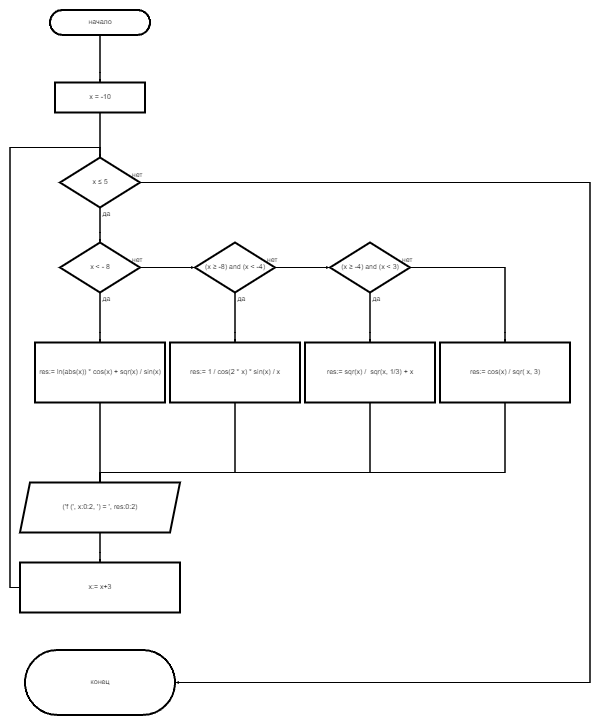 начало
x = -10
x ≤ 5
нет
да
x < - 8
нет
(x ≥ -8) and (x < -4)
нет
(x ≥ -4) and (x < 3)
нет
да
да
да
res:= ln(abs(x)) * cos(x) + sqr(x) / sin(x)
res:= 1 / cos(2 * x) * sin(x) / x
res:= sqr(x) / sqr(x, 1/3) + x
res:= cos(x) / sqr( x, 3)
('f (', x:0:2, ') = ', res:0:2)
x:= x+3
конец